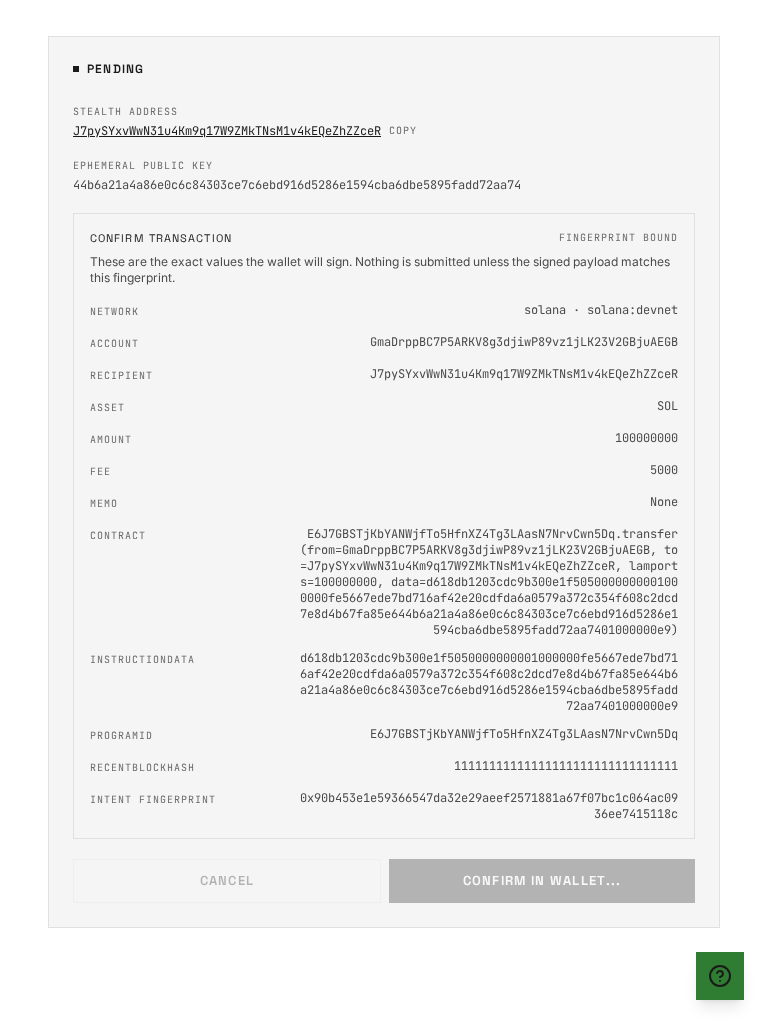 PENDING
STEALTH ADDRESS
J7pySYxvWwN31u4Km9q17W9ZMkTNsM1v4kEQeZhZZceR COPY
EPHEMERAL PUBLIC KEY
44b6a21a4a86e0c6c84303ce7c6ebd916d5286e1594cba6dbe5895fadd72aa74
CONFIRM TRANSACTION FINGERPRINT BOUND
These are the exact values the wallet will sign. Nothing is submitted unless the signed payload matches
this fingerprint.
NETWORK solana · solana:devnet
ACCOUNT GmaDrppBC7P5ARKV8g3djiwP89vz1jLK23V2GBjuAEGB
RECIPIENT J7pySYxvWwN31u4Km9q17W9ZMkTNsM1v4kEQeZhZZceR
ASSET SOL
AMOUNT 100000000
FEE 5000
MEMO None
CONTRACT E6J7GBSTjKbYANWjfTo5HfnXZ4Tg3LAasN7NrvCwn5Dq.transfer
(from=GmaDrppBC7P5ARKV8g3djiwP89vz1jLK23V2GBjuAEGB, to
=J7pySYxvWwN31u4Km9q17W9ZMkTNsM1v4kEQeZhZZceR, lamport
s=100000000, data=d618db1203cdc9b300e1f505000000000100
0000fe5667ede7bd716af42e20cdfda6a0579a372c354f608c2dcd
7e8d4b67fa85e644b6a21a4a86e0c6c84303ce7c6ebd916d5286e1
594cba6dbe5895fadd72aa7401000000e9)
INSTRUCTIONDATA d618db1203cdc9b300e1f5050000000001000000fe5667ede7bd71
6af42e20cdfda6a0579a372c354f608c2dcd7e8d4b67fa85e644b6
a21a4a86e0c6c84303ce7c6ebd916d5286e1594cba6dbe5895fadd
72aa7401000000e9
PROGRAMID E6J7GBSTjKbYANWjfTo5HfnXZ4Tg3LAasN7NrvCwn5Dq
RECENTBLOCKHASH 11111111111111111111111111111111
INTENT FINGERPRINT 0x90b453e1e59366547da32e29aeef2571881a67f07bc1c064ac09
36ee7415118c
CANCEL CONFIRM IN WALLET...